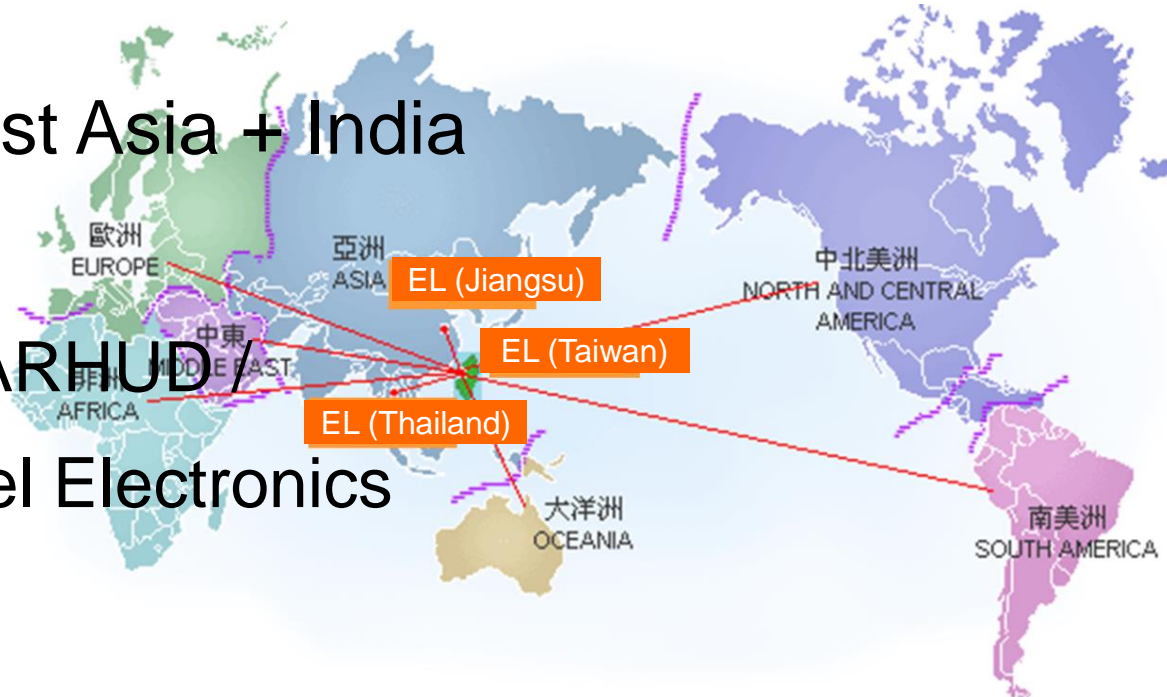 st Asia + India
歐洲
EUROPE
亞洲
ASIA
EL (Jiangsu)
中北美洲
NORTH AND CENTRAL
AMERICA
EL (Taiwan)
中東
MIDDLE EAST
ARHUD /
非洲
AFRICA
EL (Thailand)
el Electronics
大洋洲
OCEANIA
南美洲
SOUTH AMERICA